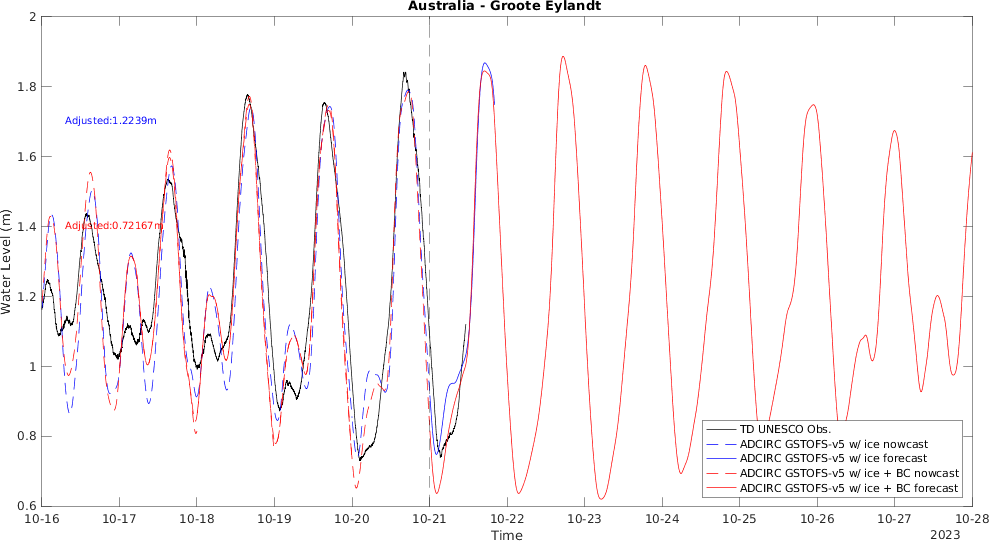 Australia - Groote Eylandt
2
1.8
1.6
1.4
1.2
1
0.8
0.6
Water Level (m)
Adjusted:1.2239m
Adjusted:0.72167m
TD UNESCO Obs.
ADCIRC GSTOFS-v5 w/ ice nowcast
ADCIRC GSTOFS-v5 w/ ice forecast
ADCIRC GSTOFS-v5 w/ ice + BC nowcast
ADCIRC GSTOFS-v5 w/ ice + BC forecast
10-16 10-17 10-18 10-19 10-20 10-21 10-22 10-23 10-24 10-25 10-26 10-27 10-28
Time
2023